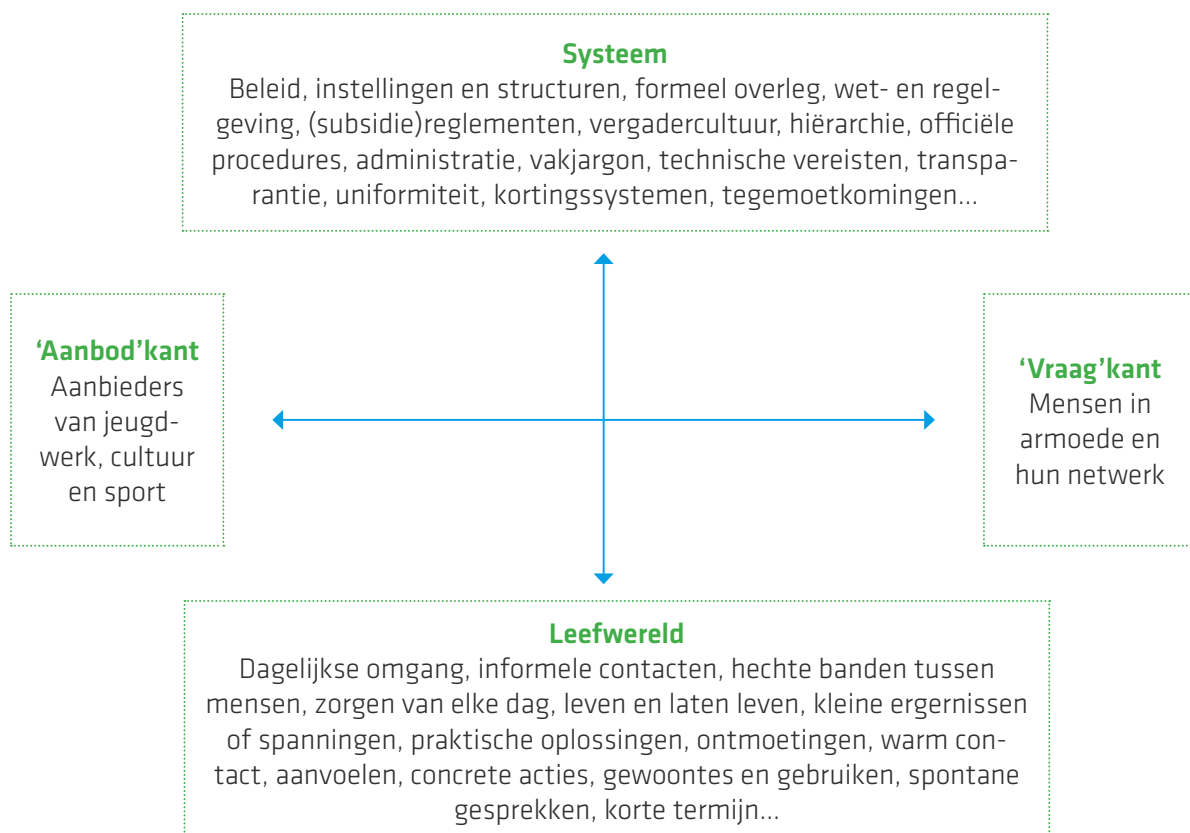 Systeem
Beleid, instellingen en structuren, formeel overleg, wet- en regel-
geving, (subsidie)reglementen, vergadercultuur, hiërarchie, officiële
procedures, administratie, vakjargon, technische vereisten, transpa-
rantie, uniformiteit, kortingssystemen, tegemoetkomingen...
‘Aanbod’kant
Aanbieders
van jeugd-
werk, cultuur
en sport
‘Vraag’kant
Mensen in
armoede en
hun netwerk
Leefwereld
Dagelijkse omgang, informele contacten, hechte banden tussen
mensen, zorgen van elke dag, leven en laten leven, kleine ergernissen
of spanningen, praktische oplossingen, ontmoetingen, warm con-
tact, aanvoelen, concrete acties, gewoontes en gebruiken, spontane
gesprekken, korte termijn...